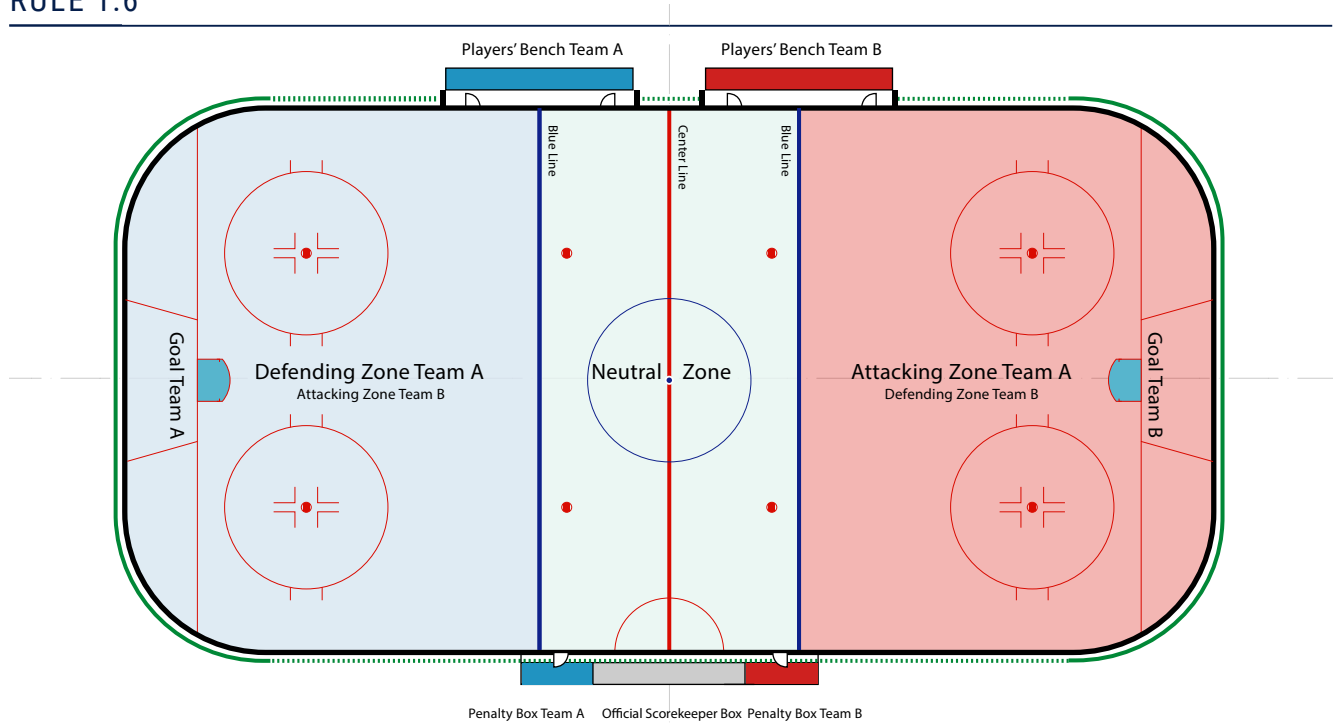 RULE 1.6
Players’ Bench Team A
Players’ Bench Team B
Blue Line
Center Line
Blue Line
Goal Team A
Defending Zone Team A
Attacking Zone Team B
Neutral Zone
Attacking Zone Team A
Defending Zone Team B
Goal Team B
Penalty Box Team A
Official Scorekeeper Box
Penalty Box Team B